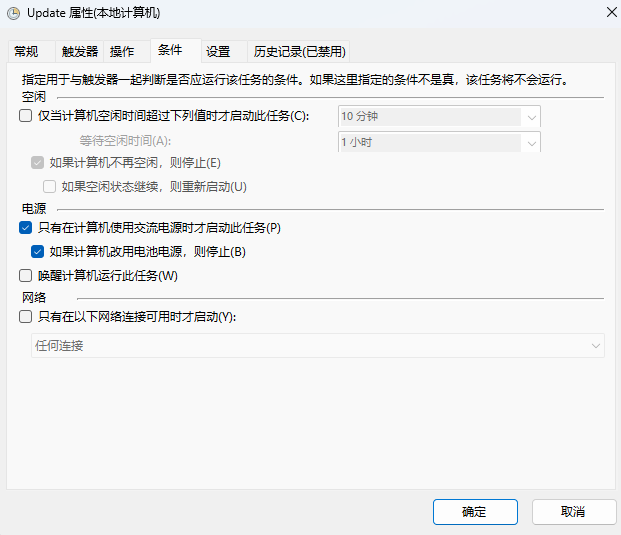 Update 属性(本地计算机)
常规 触发器 操作 条件 设置 历史记录(已禁用)
指定用于与触发器一起判断是否应运行该任务的条件。如果这里指定的条件不是真，该任务将不会运行。
空闲
仅当计算机空闲时间超过下列值时才启动此任务(C): 10 分钟
等待空闲时间(A): 1 小时
如果计算机不再空闲，则停止(E)
如果空闲状态继续，则重新启动(U)
电源
只有在计算机使用交流电源时才启动此任务(P)
如果计算机改用电池电源，则停止(B)
唤醒计算机运行此任务(W)
网络
只有在以下网络连接可用时才启动(Y):
任何连接
确定 取消